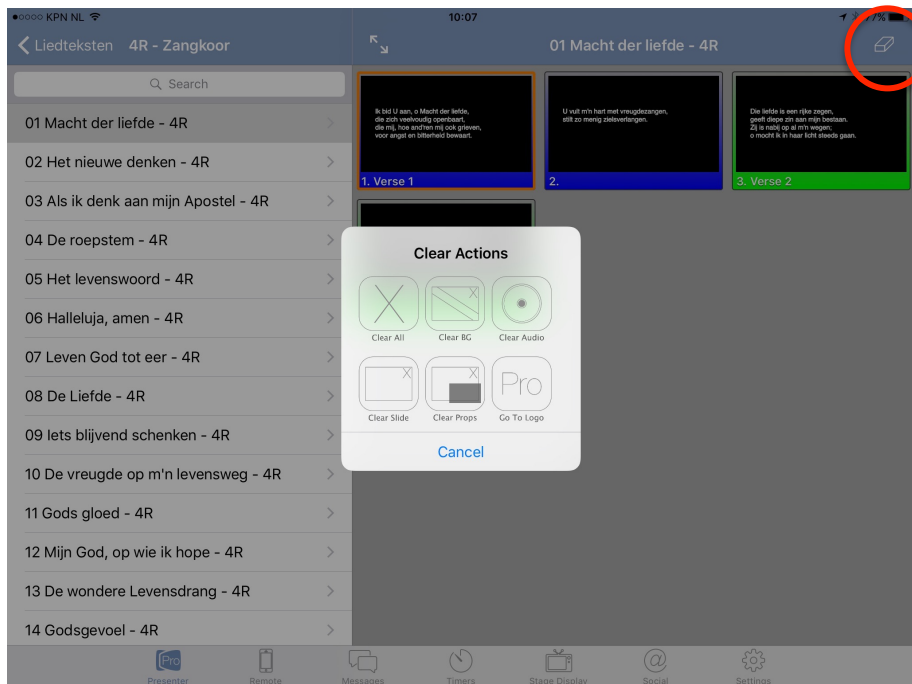 KPN NL
10:07
77%
Liedteksten 4R - Zangkoor
01 Macht der liefde - 4R
Search
01 Macht der liefde - 4R
02 Het nieuwe denken - 4R
03 Als ik denk aan mijn Apostel - 4R
04 De roepstem - 4R
05 Het levenswoord - 4R
06 Halleluja, amen - 4R
07 Leven God tot eer - 4R
08 De Liefde - 4R
09 Iets blijvend schenken - 4R
10 De vreugde op m'n levensweg - 4R
11 Gods gloed - 4R
12 Mijn God, op wie ik hope - 4R
13 De wondere Levensdrang - 4R
14 Godsgevoel - 4R
Ik bid U aan, o Macht der liefde,
die zich veelvoudig openbaart,
die mij, hoe and'ren mij ook grieven,
voor angst en bitterheid bewaart.
1. Verse 1
U vult m'n hart met vreugdezangen,
stilt zo menig zielsverlangen.
2.
Die liefde is een rijke zegen,
geeft diepe zin aan mijn bestaan.
Zij is nabij op al m'n wegen;
o mocht ik in haar licht steeds gaan.
3. Verse 2
Clear Actions
Clear All
Clear BG
Clear Audio
Clear Slide
Clear Props
Pro
Go To Logo
Cancel
Pro
Presenter
Remote
Messages
Timers
Stage Display
Social
Settings